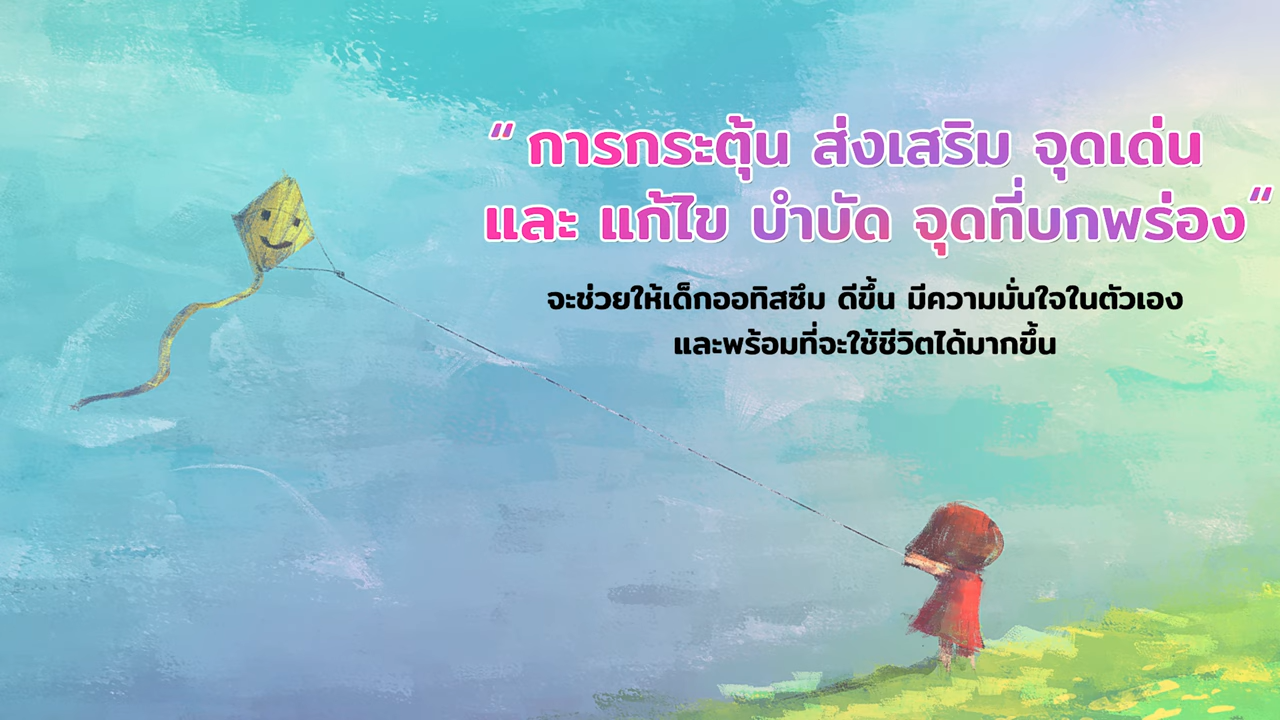 “ การกระตุ้น ส่งเสริม จุดเด่น
และ แก้ไข บำบัด จุดที่บกพร่อง“
จะช่วยให้เด็กออทิสซึม ดีขึ้น มีความมั่นใจในตัวเอง
และพร้อมที่จะใช้ชีวิตได้มากขึ้น